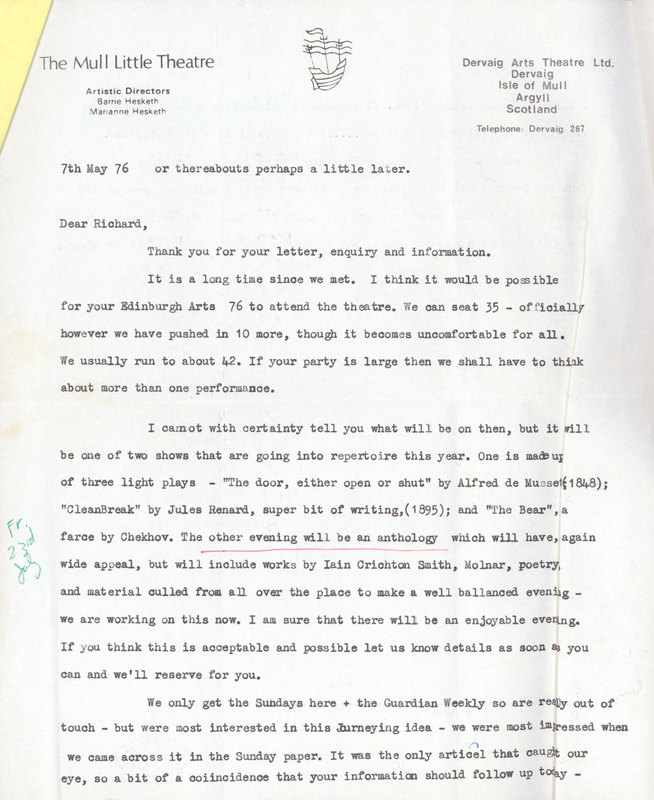 The Mull Little Theatre
Artistic Directors
Barrie Hesketh
Marianne Hesketh
Dervaig Arts Theatre Ltd.
Dervaig
Isle of Mull
Argyll
Scotland
Telephone: Dervaig 267
7th May 76 or thereabouts perhaps a little later.
Dear Richard,
Thank you for your letter, enquiry and information.
It is a long time since we met. I think it would be possible
for your Edinburgh Arts 76 to attend the theatre. We can seat 35 - officially
however we have pushed in 10 more, though it becomes uncomfortable for all.
We usually run to about 42. If your party is large then we shall have to think
about more than one performance.
I camot with certainty tell you what will be on then, but it will
be one of two shows that are going into repertoire this year. One is made up
of three light plays - "The door, either open or shut" by Alfred de Musset(1848);
"CleanBreak" by Jules Renard, super bit of writing,(1895); and "The Bear", a
farce by Chekhov. The other evening will be an anthology which will have, again
wide appeal, but will include works by Iain Crichton Smith, Molnar, poetry,
and material culled from all over the place to make a well ballanced evening -
we are working on this now. I am sure that there will be an enjoyable evening.
If you think this is acceptable and possible let us know details as soon as you
can and we'll reserve for you.
We only get the Sundays here + the Guardian Weekly so are really out of
touch - but were most interested in this Journeying idea - we were most impressed when
we came across it in the Sunday paper. It was the only articel that caught our
eye, so a bit of a coiincidence that your information should follow up today -
Fr.
23rd
July